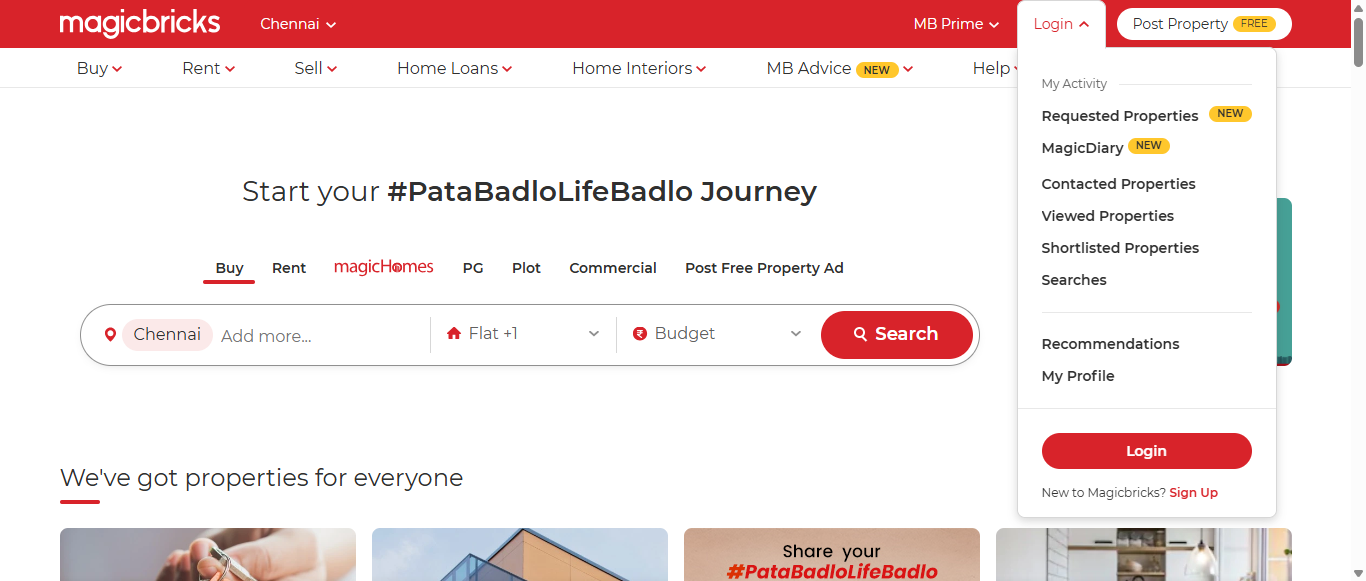 magicbricks
Chennai
MB Prime
Login
Post Property FREE
Buy
Rent
Sell
Home Loans
Home Interiors
MB Advice NEW
Help
My Activity
Requested Properties NEW
MagicDiary NEW
Contacted Properties
Viewed Properties
Shortlisted Properties
Searches
Recommendations
My Profile
Login
New to Magicbricks? Sign Up
Start your #PataBadloLifeBadlo Journey
Buy
Rent
magicHomes
PG
Plot
Commercial
Post Free Property Ad
Chennai
Add more...
Flat +1
Budget
Search
We've got properties for everyone
Share your
#PataBadloLifeBadlo